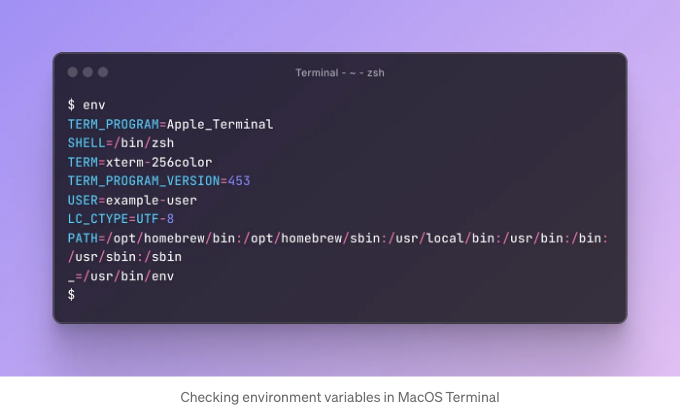 Terminal - ~ - zsh
$ env
TERM_PROGRAM=Apple_Terminal
SHELL=/bin/zsh
TERM=xterm-256color
TERM_PROGRAM_VERSION=453
USER=example-user
LC_CTYPE=UTF-8
PATH=/opt/homebrew/bin:/opt/homebrew/sbin:/usr/local/bin:/usr/bin:/bin:
/usr/sbin:/sbin
_=/usr/bin/env
$
Checking environment variables in MacOS Terminal